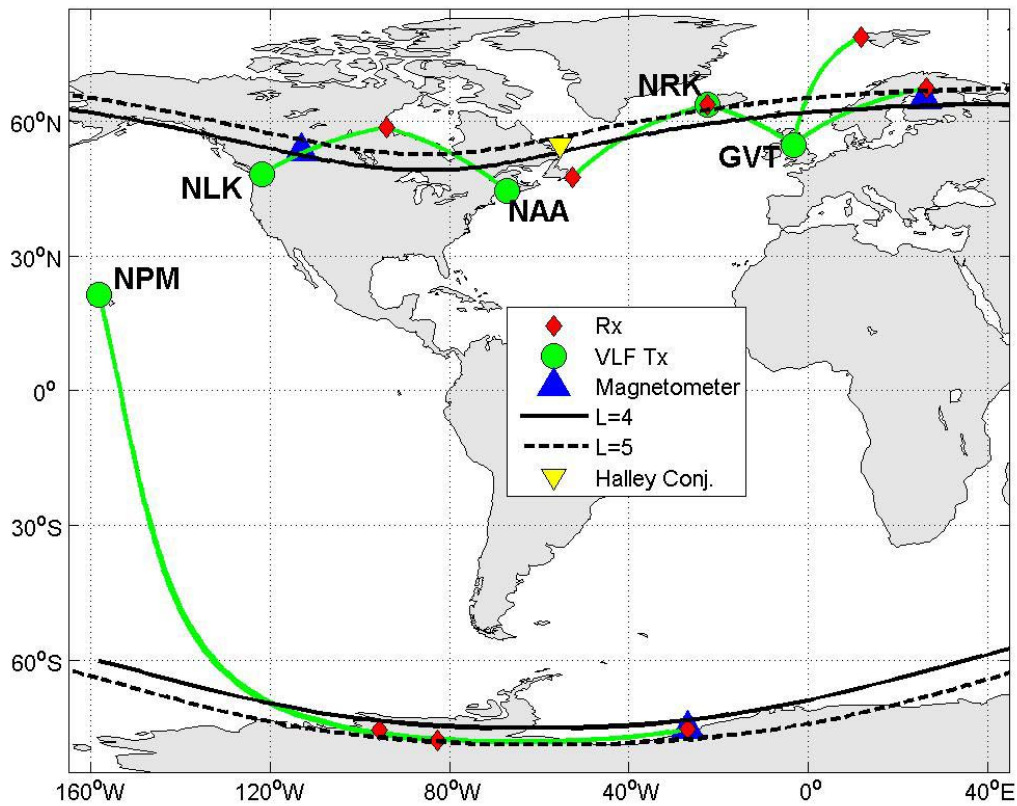 60°N
30°N
0°
30°S
60°S
160°W
120°W
80°W
40°W
0°
40°E
NRK
GVT
NLK
NAA
NPM
Rx
VLF Tx
Magnetometer
L=4
L=5
Halley Conj.